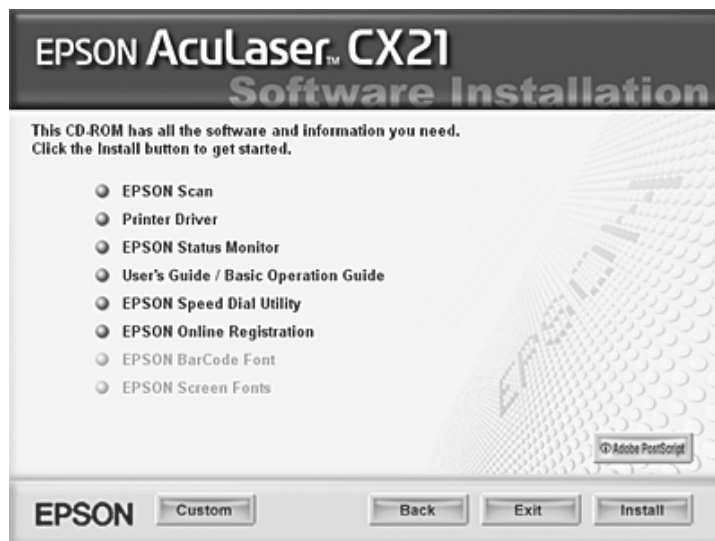 EPSON AcuLaser™ CX21
Software Installation
This CD-ROM has all the software and information you need.
Click the Install button to get started.
EPSON Scan
Printer Driver
EPSON Status Monitor
User's Guide / Basic Operation Guide
EPSON Speed Dial Utility
EPSON Online Registration
EPSON BarCode Font
EPSON Screen Fonts
EPSON
Adobe PostScript
EPSON
Custom
Back
Exit
Install